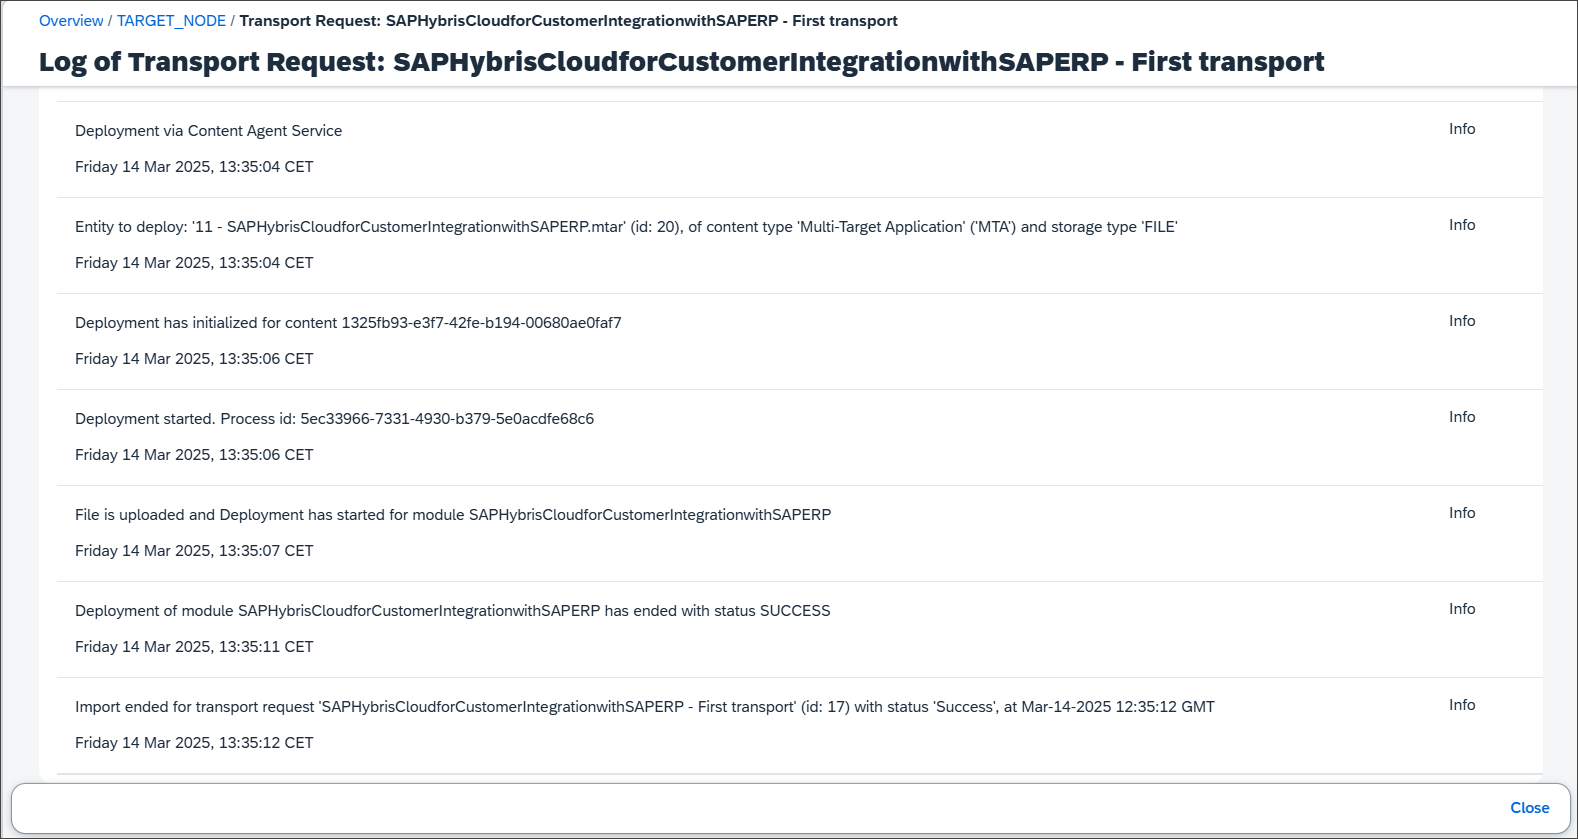 Overview / TARGET_NODE / Transport Request: SAPHybrisCloudforCustomerIntegrationwithSAPERP - First transport
Log of Transport Request: SAPHybrisCloudforCustomerIntegrationwithSAPERP - First transport
Deployment via Content Agent Service
Info
Friday 14 Mar 2025, 13:35:04 CET
Entity to deploy: '11 - SAPHybrisCloudforCustomerIntegrationwithSAPERP.mtar' (id: 20), of content type 'Multi-Target Application' ('MTA') and storage type 'FILE'
Info
Friday 14 Mar 2025, 13:35:04 CET
Deployment has initialized for content 1325fb93-e3f7-42fe-b194-00680ae0faf7
Info
Friday 14 Mar 2025, 13:35:06 CET
Deployment started. Process id: 5ec33966-7331-4930-b379-5e0acdfe68c6
Info
Friday 14 Mar 2025, 13:35:06 CET
File is uploaded and Deployment has started for module SAPHybrisCloudforCustomerIntegrationwithSAPERP
Info
Friday 14 Mar 2025, 13:35:07 CET
Deployment of module SAPHybrisCloudforCustomerIntegrationwithSAPERP has ended with status SUCCESS
Info
Friday 14 Mar 2025, 13:35:11 CET
Import ended for transport request 'SAPHybrisCloudforCustomerIntegrationwithSAPERP - First transport' (id: 17) with status 'Success', at Mar-14-2025 12:35:12 GMT
Info
Friday 14 Mar 2025, 13:35:12 CET
Close